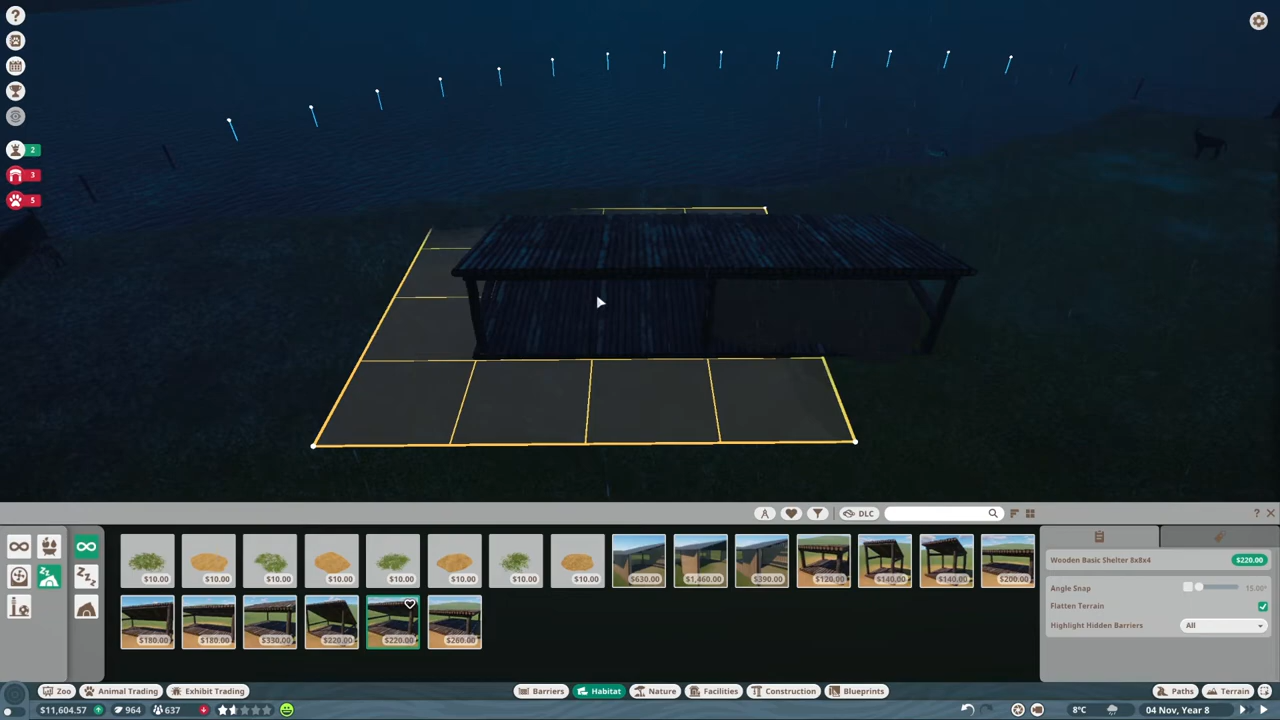 ?
2
3
5
DLC
?
$10.00 $10.00 $10.00 $10.00 $10.00 $10.00 $10.00 $10.00 $630.00 $1,460.00 $390.00 $120.00 $140.00 $140.00 $200.00
$180.00 $180.00 $330.00 $220.00 $220.00 $260.00
Wooden Basic Shelter 8x8x4 $220.00
Angle Snap 15.00°
Flatten Terrain
Highlight Hidden Barriers All
Zoo Animal Trading Exhibit Trading Barriers Habitat Nature Facilities Construction Blueprints Paths Terrain
$11,604.57 964 637 8°C 04 Nov, Year 8